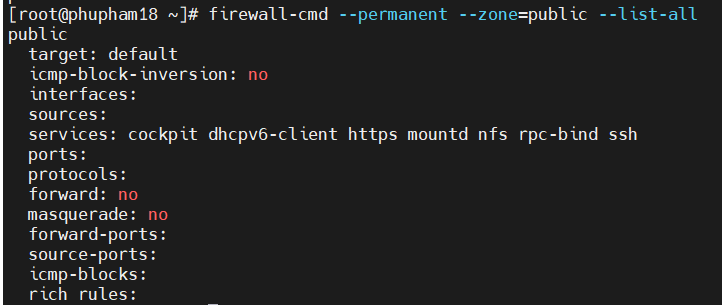 [root@phupham18 ~]# firewall-cmd --permanent --zone=public --list-all
public
  target: default
  icmp-block-inversion: no
  interfaces:
  sources:
  services: cockpit dhcpv6-client https mountd nfs rpc-bind ssh
  ports:
  protocols:
  forward: no
  masquerade: no
  forward-ports:
  source-ports:
  icmp-blocks:
  rich rules: